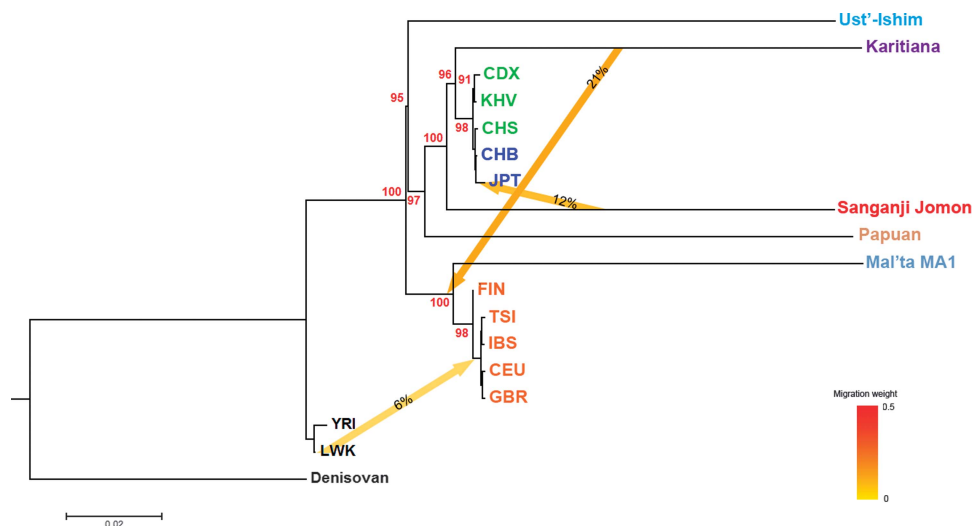 Ust'-Ishim
Karitiana
21%
96
91
CDX
95
KHV
98
CHS
100
CHB
JPT
100
97
12%
Sanganji Jomon
Papuan
Mal'ta MA1
100
FIN
98
TSI
IBS
CEU
GBR
6%
Migration weight
0.5
0
YRI
LWK
Denisovan
0.02